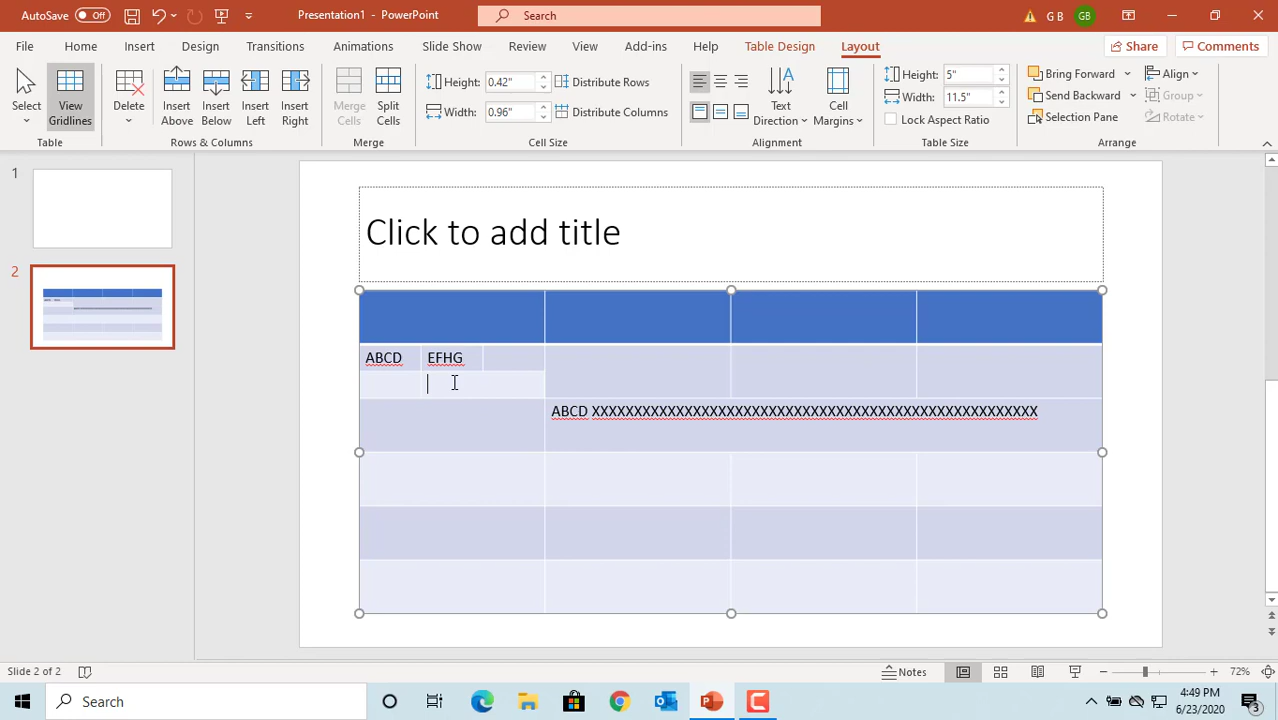 AutoSave Off
Presentation1 - PowerPoint
Search
G B
GB
File Home Insert Design Transitions Animations Slide Show Review View Add-ins Help Table Design Layout
Share
Comments
Select
View Gridlines
Table
Delete
Insert Above
Insert Below
Insert Left
Insert Right
Rows & Columns
Merge Cells
Split Cells
Merge
Height: 0.42"
Width: 0.96"
Distribute Rows
Distribute Columns
Cell Size
Text Direction
Cell Margins
Alignment
Height: 5"
Width: 11.5"
Lock Aspect Ratio
Table Size
Bring Forward
Send Backward
Selection Pane
Align
Group
Rotate
Arrange
1
2
Click to add title
ABCD EFHG
ABCD XXXXXXXXXXXXXXXXXXXXXXXXXXXXXXXXXXXXXXXXXXXXXXXXXXXXX
Slide 2 of 2
Notes
72%
Search
4:49 PM
6/23/2020
3